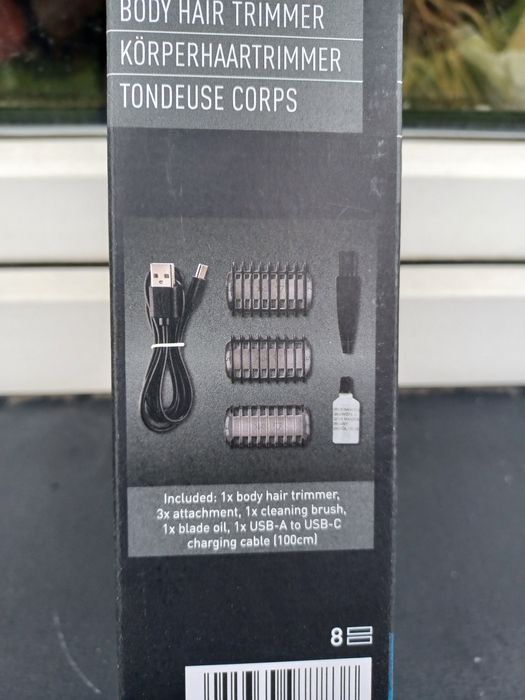 BODY HAIR TRIMMER
KÖRPERHAARTRIMMER
TONDEUSE CORPS
Included: 1x body hair trimmer,
3x attachment, 1x cleaning brush,
1x blade oil, 1x USB-A to USB-C
charging cable (100cm)
8